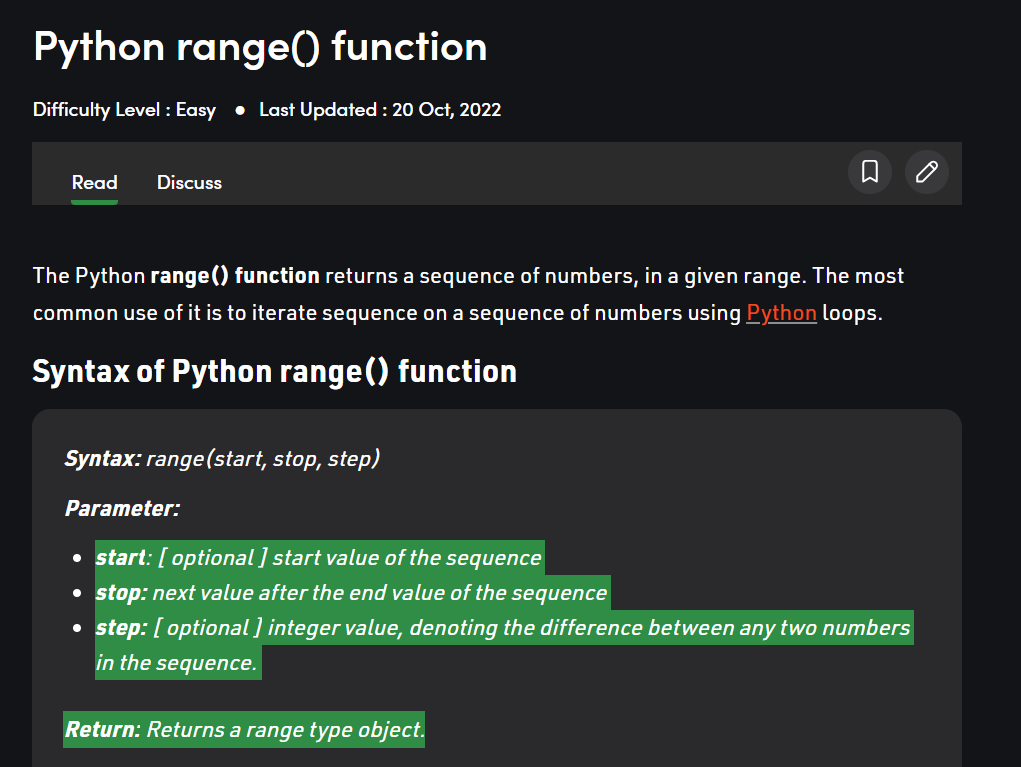 Python range() function
Difficulty Level : Easy ● Last Updated : 20 Oct, 2022
Read Discuss
The Python range() function returns a sequence of numbers, in a given range. The most
common use of it is to iterate sequence on a sequence of numbers using Python loops.
Syntax of Python range() function
Syntax: range(start, stop, step)
Parameter:
• start: [ optional ] start value of the sequence
• stop: next value after the end value of the sequence
• step: [ optional ] integer value, denoting the difference between any two numbers
in the sequence.
Return: Returns a range type object.